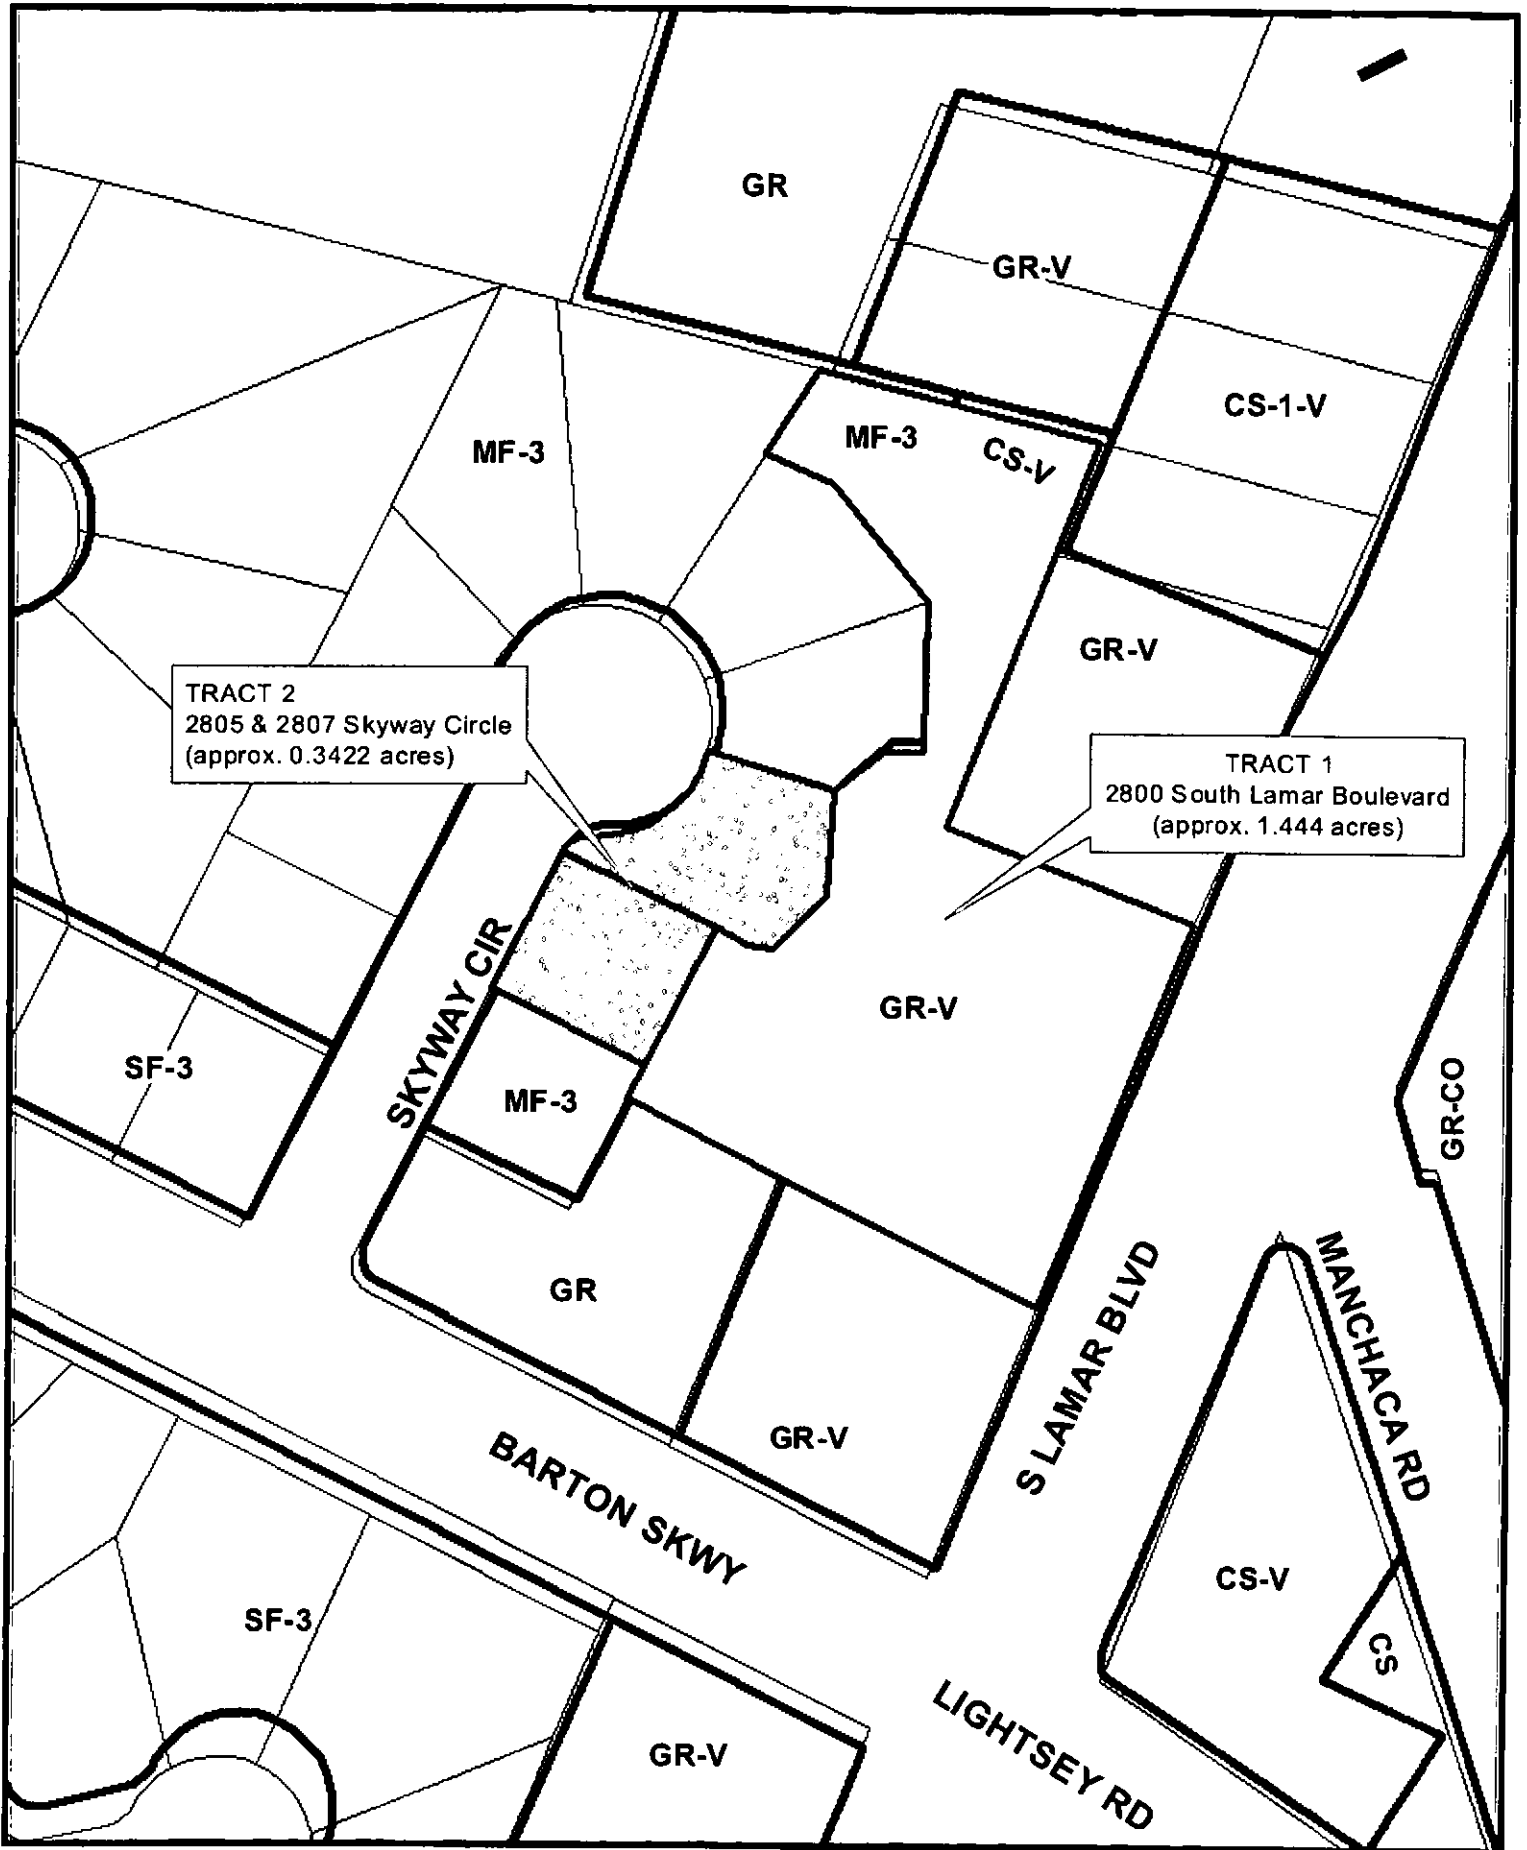 GR
GR-V
CS-1-V
MF-3
MF-3
CS-V
GR-V
TRACT 2
2805 & 2807 Skyway Circle
(approx. 0.3422 acres)
TRACT 1
2800 South Lamar Boulevard
(approx. 1.444 acres)
SKYWAY CIR
GR-V
SF-3
MF-3
GR-CO
GR
S LAMAR BLVD
MANCHACA RD
GR-V
BARTON SKWY
CS-V
SF-3
CS
GR-V
LIGHTSEY RD